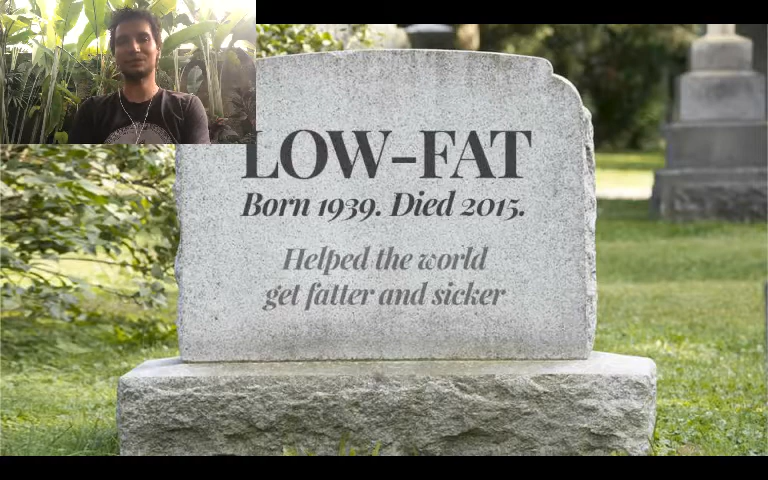 LOW-FAT
Born 1939. Died 2015.
Helped the world
get fatter and sicker